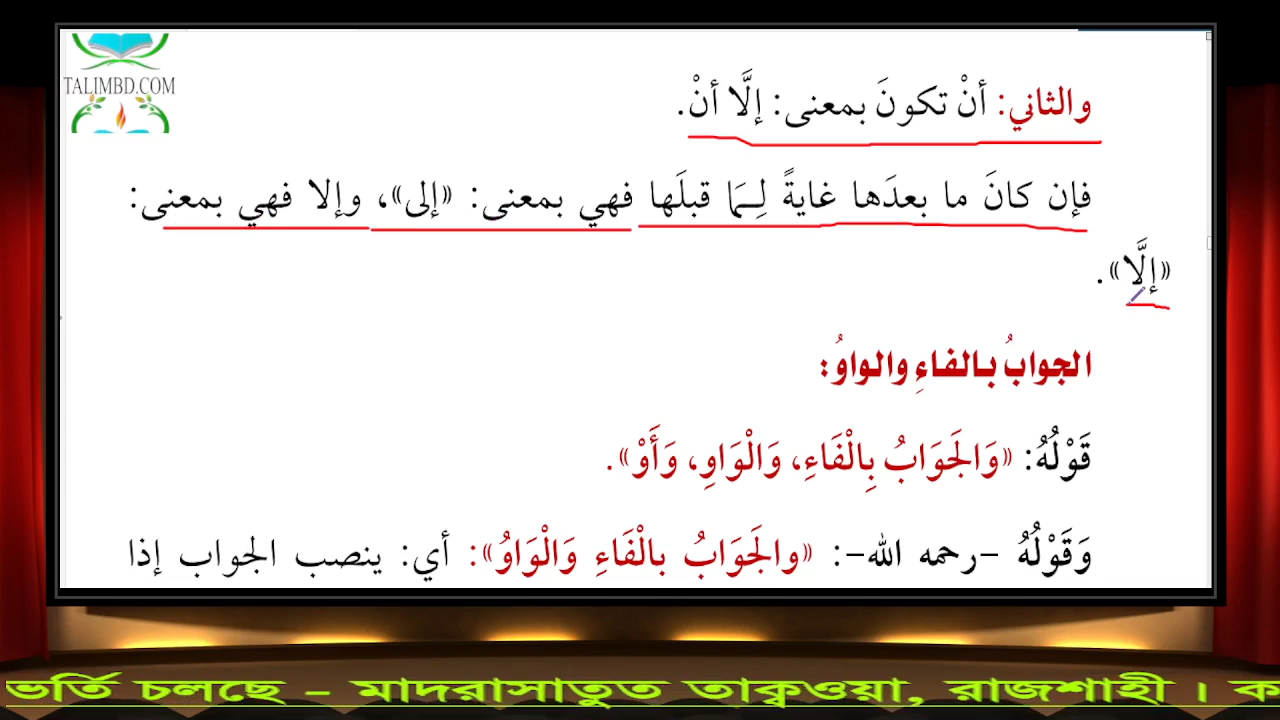 TALIMBD.COM
والثاني: أنْ تكونَ بمعنى: إلَّا أنْ.
فإن كانَ ما بعدَها غايةً لِـمَا قبلَها فهي بمعنى: «إلى»، وإلا فهي بمعنى:
«إلَّا».
الجوابُ بالفاءِ والواوُ:
قَوْلُهُ: «وَالجَوَابُ بِالْفَاءِ، وَالْوَاوِ، وَأَوْ».
وَقَوْلُهُ -رحمه الله-: «والجَوَابُ بالْفَاءِ وَالْوَاوُ»: أي: ينصب الجواب إذا
ভর্তি চলছে - মাদরাসাতুত তাক্বওয়া, রাজশাহী । ক